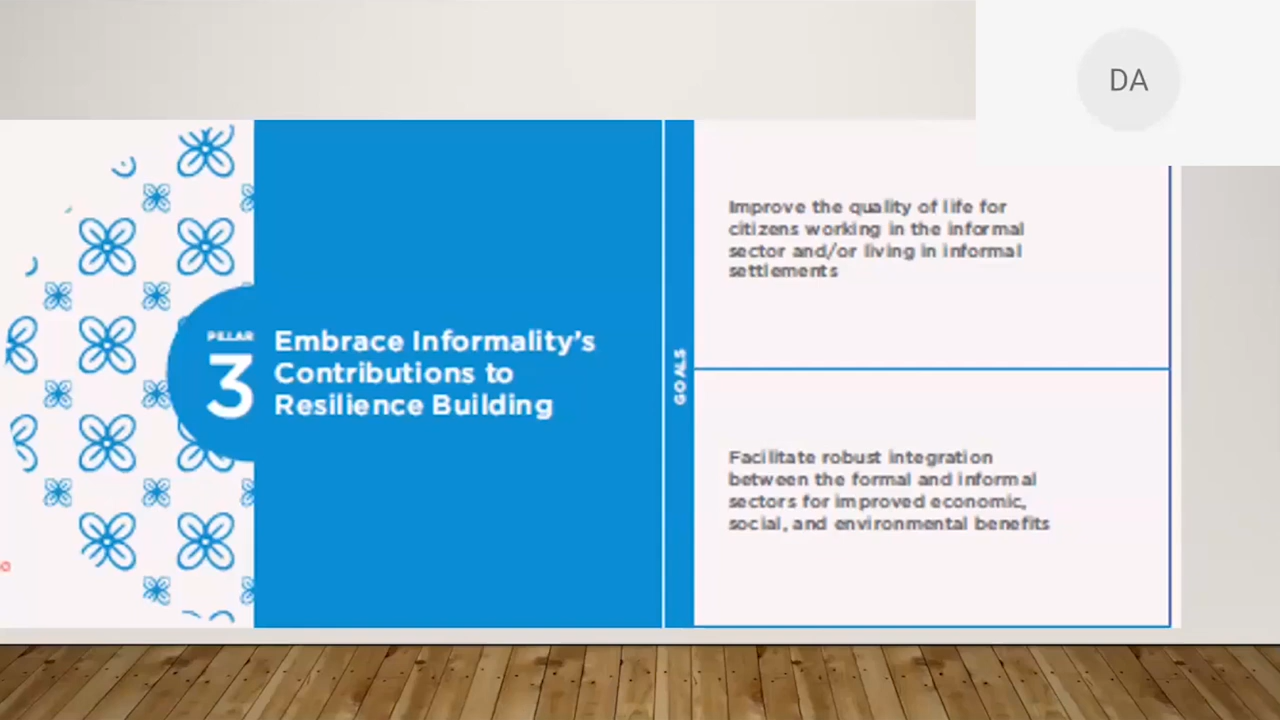 DA
PILLAR
3
Embrace Informality's
Contributions to
Resilience Building
GOALS
Improve the quality of life for
citizens working in the informal
sector and/or living in informal
settlements
Facilitate robust integration
between the formal and informal
sectors for improved economic,
social, and environmental benefits